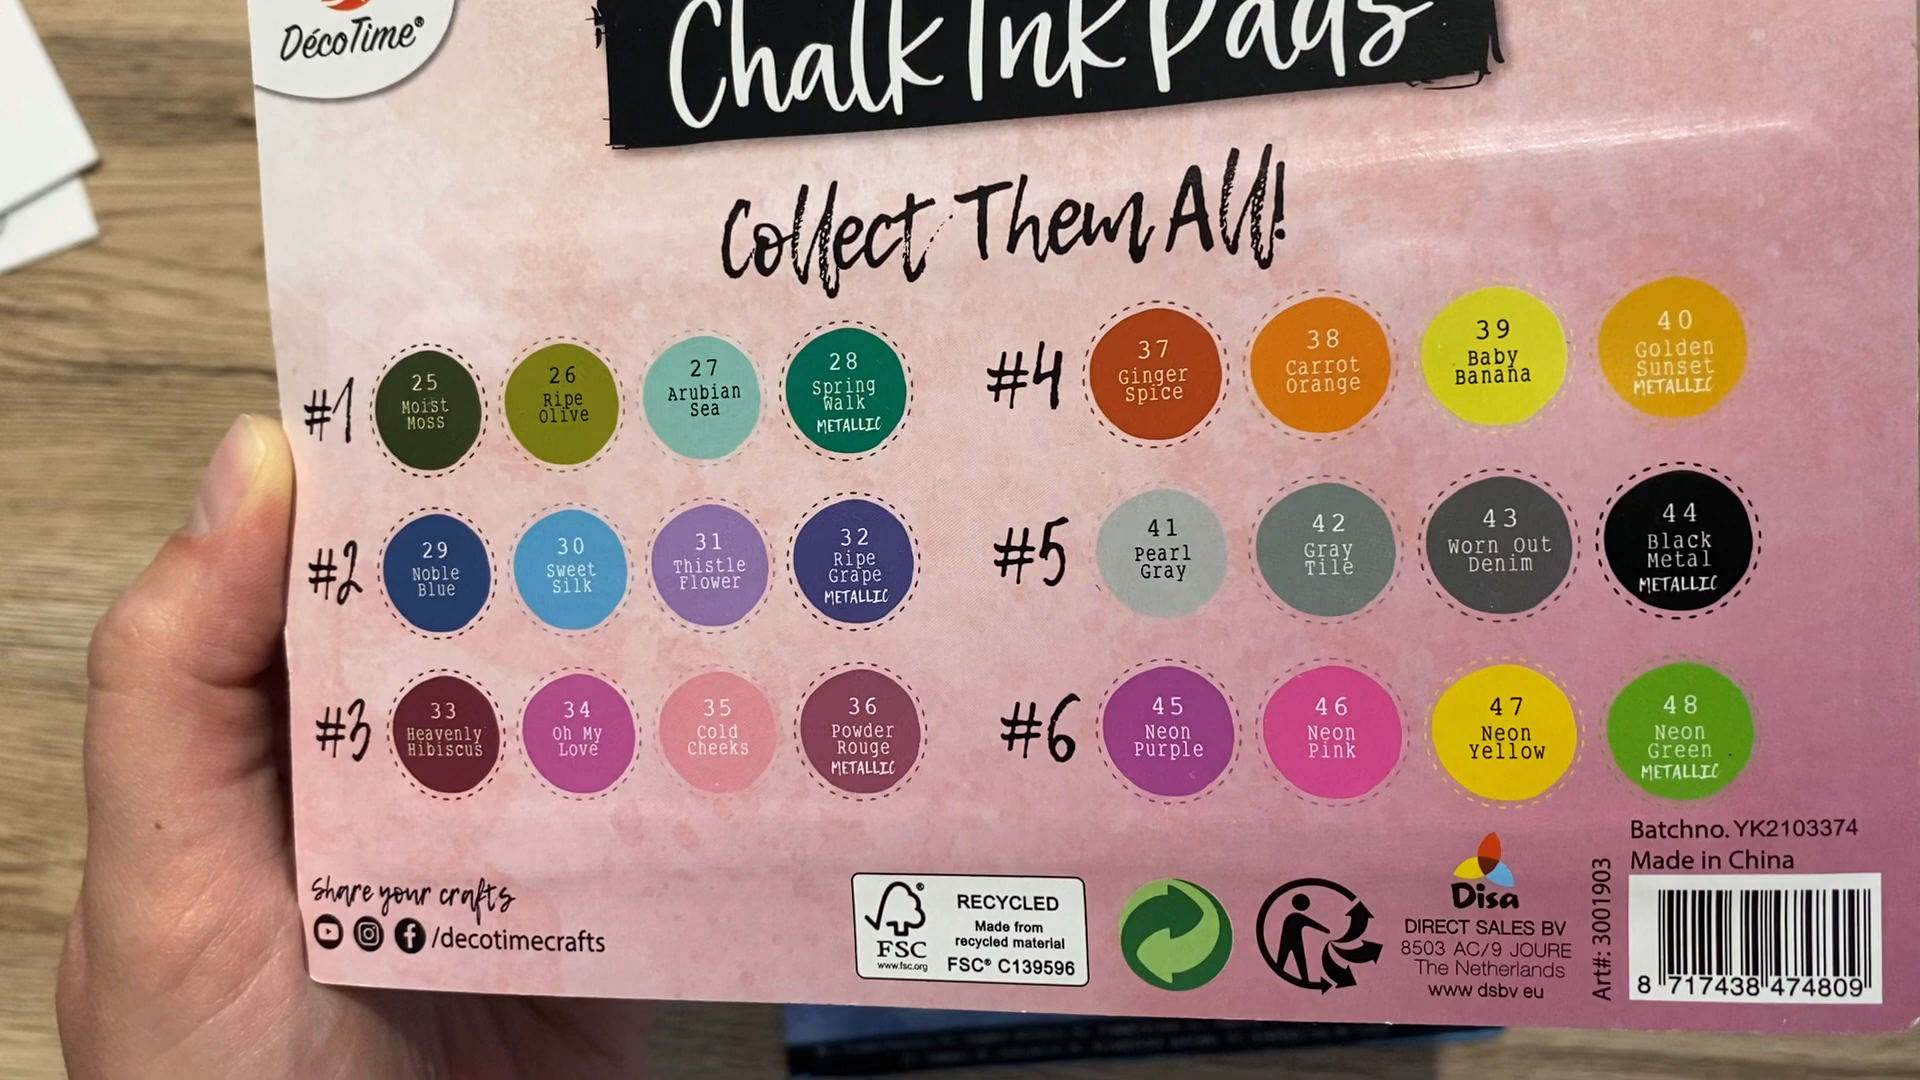 DécoTime®
Chalk Ink Pads
Collect Them All!
#1
25
Moist
Moss
26
Ripe
Olive
27
Arubian
Sea
28
Spring
Walk
METALLIC
#2
29
Noble
Blue
30
Sweet
Silk
31
Thistle
Flower
32
Ripe
Grape
METALLIC
#3
33
Heavenly
Hibiscus
34
Oh My
Love
35
Cold
Cheeks
36
Powder
Rouge
METALLIC
#4
37
Ginger
Spice
38
Carrot
Orange
39
Baby
Banana
40
Golden
Sunset
METALLIC
#5
41
Pearl
Gray
42
Gray
Tile
43
Worn Out
Denim
44
Black
Metal
METALLIC
#6
45
Neon
Purple
46
Neon
Pink
47
Neon
Yellow
48
Neon
Green
METALLIC
Share your crafts
/decotimecrafts
FSC
www.fsc.org
RECYCLED
Made from
recycled material
FSC® C139596
Disa
DIRECT SALES BV
8503 AC/9 JOURE
The Netherlands
www dsbv eu
Art#: 3001903
Batchno. YK2103374
Made in China
8 717438 474809